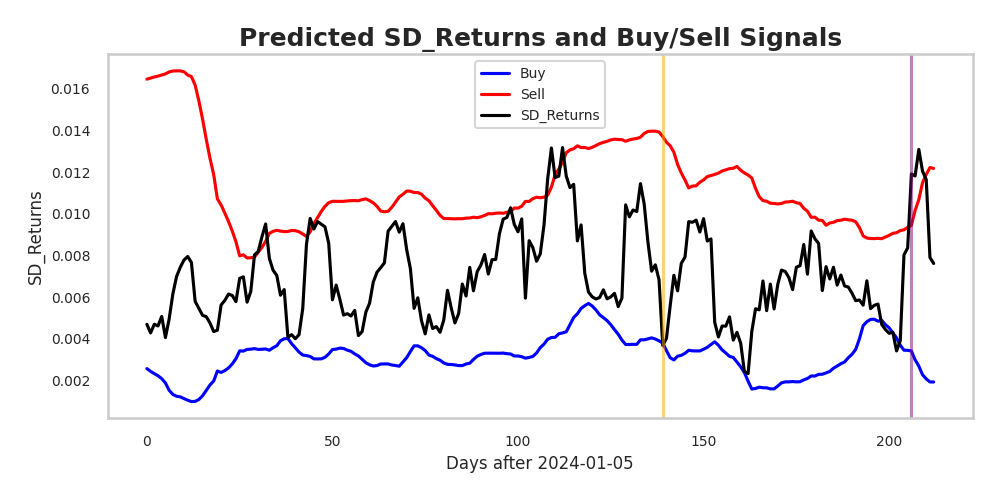 Predicted SD_Returns and Buy/Sell Signals
Buy
Sell
SD_Returns
0.016
0.014
0.012
0.010
0.008
0.006
0.004
0.002
SD_Returns
0 50 100 150 200
Days after 2024-01-05